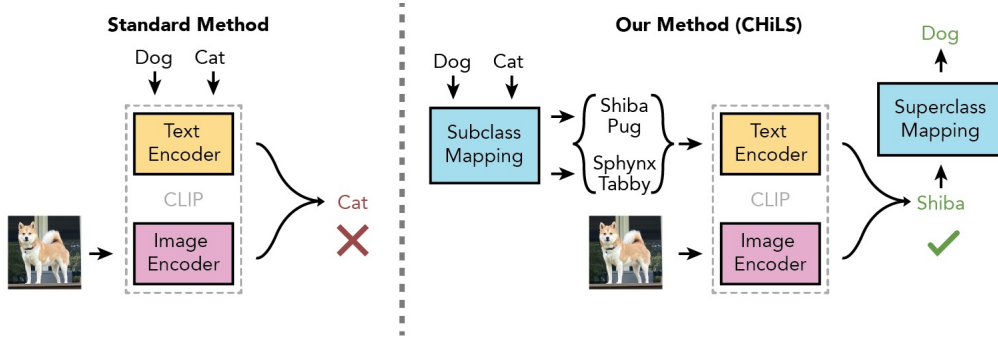 Standard Method
Dog Cat
Text
Encoder
CLIP
Image
Encoder
Cat
Our Method (CHiLS)
Dog Cat
Subclass
Mapping
Shiba
Pug
Sphynx
Tabby
Text
Encoder
CLIP
Image
Encoder
Shiba
Superclass
Mapping
Dog